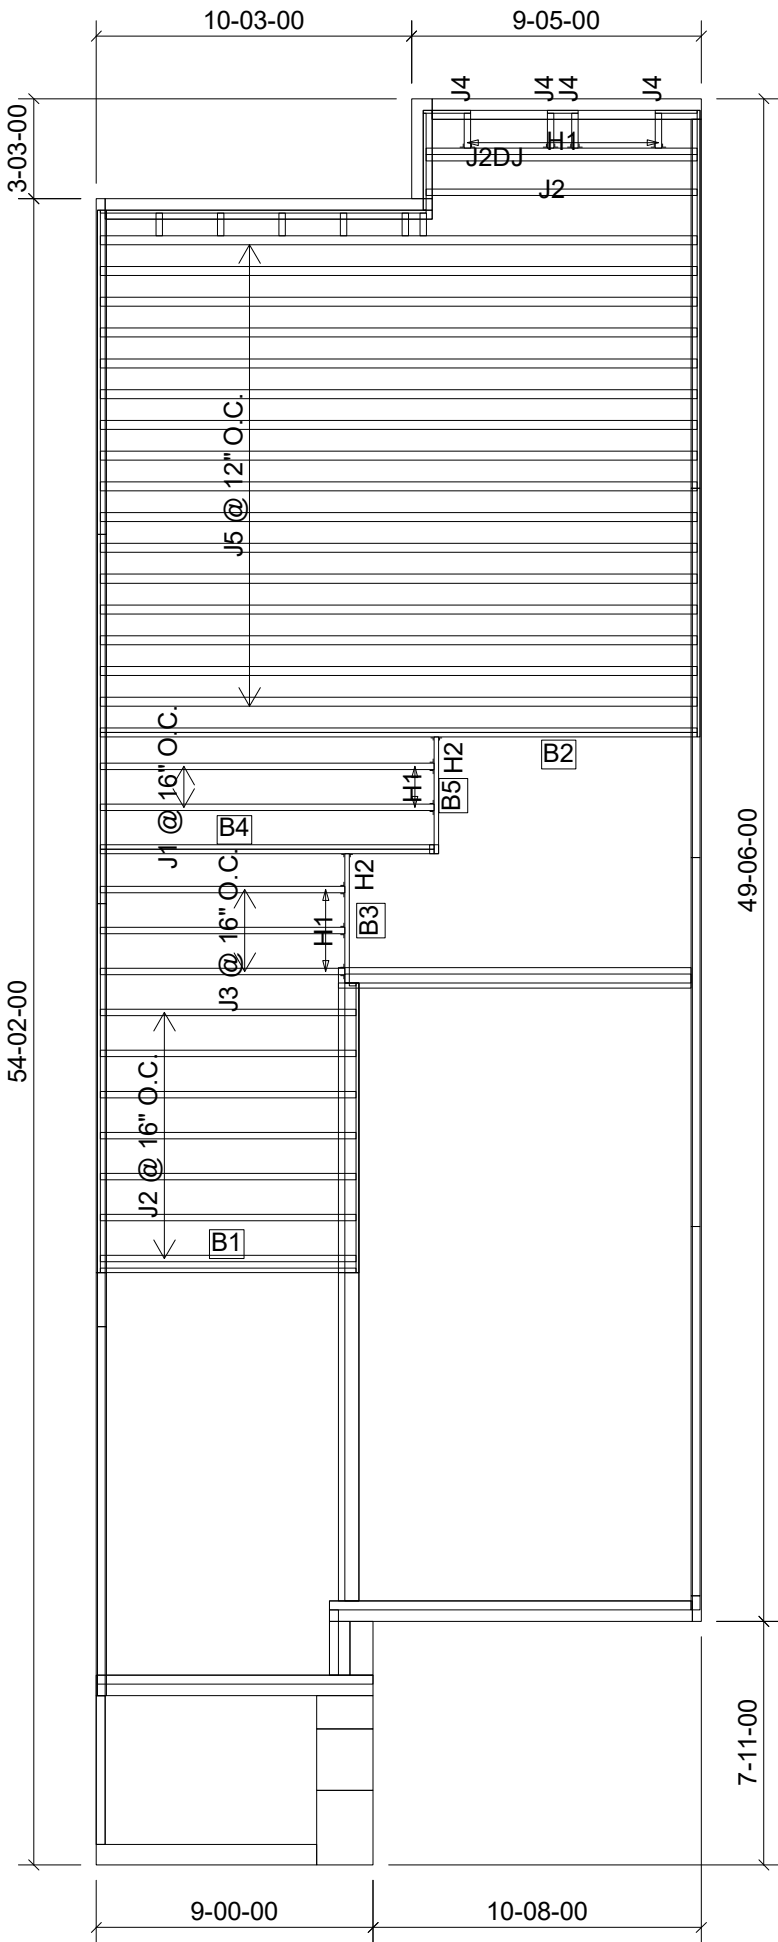 10-03-00
9-05-00
J4
J4
J4
J4
3-03-00
H1
J2DJ
J2
J5 @ 12" O.C.
J1 @ 16" O.C.
H1
H2
B5
B2
B4
J3 @ 16" O.C.
H1
H2
B3
49-06-00
54-02-00
J2 @ 16" O.C.
B1
7-11-00
9-00-00
10-08-00